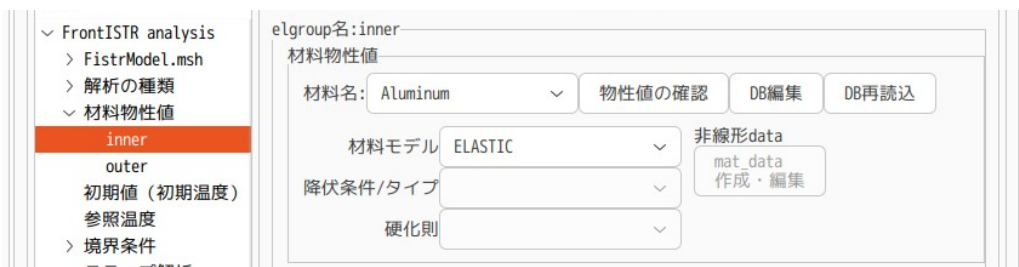 FrontISTR analysis
FistrModel.msh
解析の種類
材料物性値
inner
outer
初期値（初期温度）
参照温度
境界条件
elgroup名:inner
材料物性値
材料名: Aluminum 物性値の確認 DB編集 DB再読込
材料モデル ELASTIC
非線形data
mat_data
作成・編集
降伏条件/タイプ
硬化則